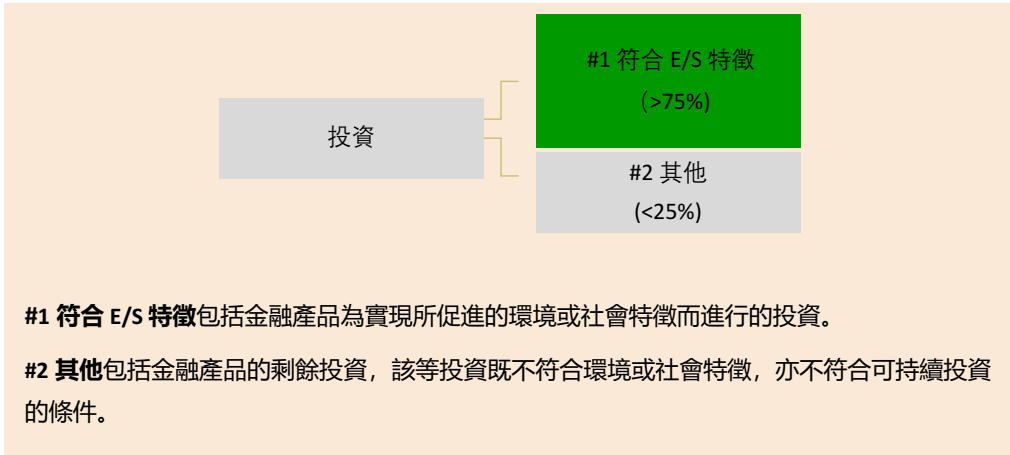 #1 符合 E/S 特徵
（>75%)
投資
#2 其他
(<25%)
#1 符合 E/S 特徵包括金融產品為實現所促進的環境或社會特徵而進行的投資。
#2 其他包括金融產品的剩餘投資，該等投資既不符合環境或社會特徵，亦不符合可持續投資
的條件。